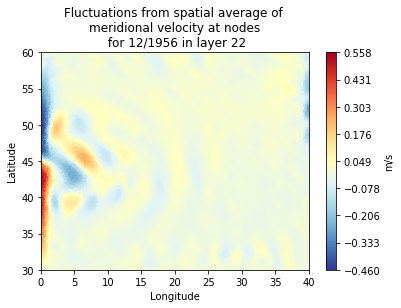 Fluctuations from spatial average of
meridional velocity at nodes
for 12/1956 in layer 22
60
55
50
45
40
35
30
Latitude
0 5 10 15 20 25 30 35 40
Longitude
0.558
0.431
0.303
0.176
0.049
−0.078
−0.206
−0.333
−0.460
m/s